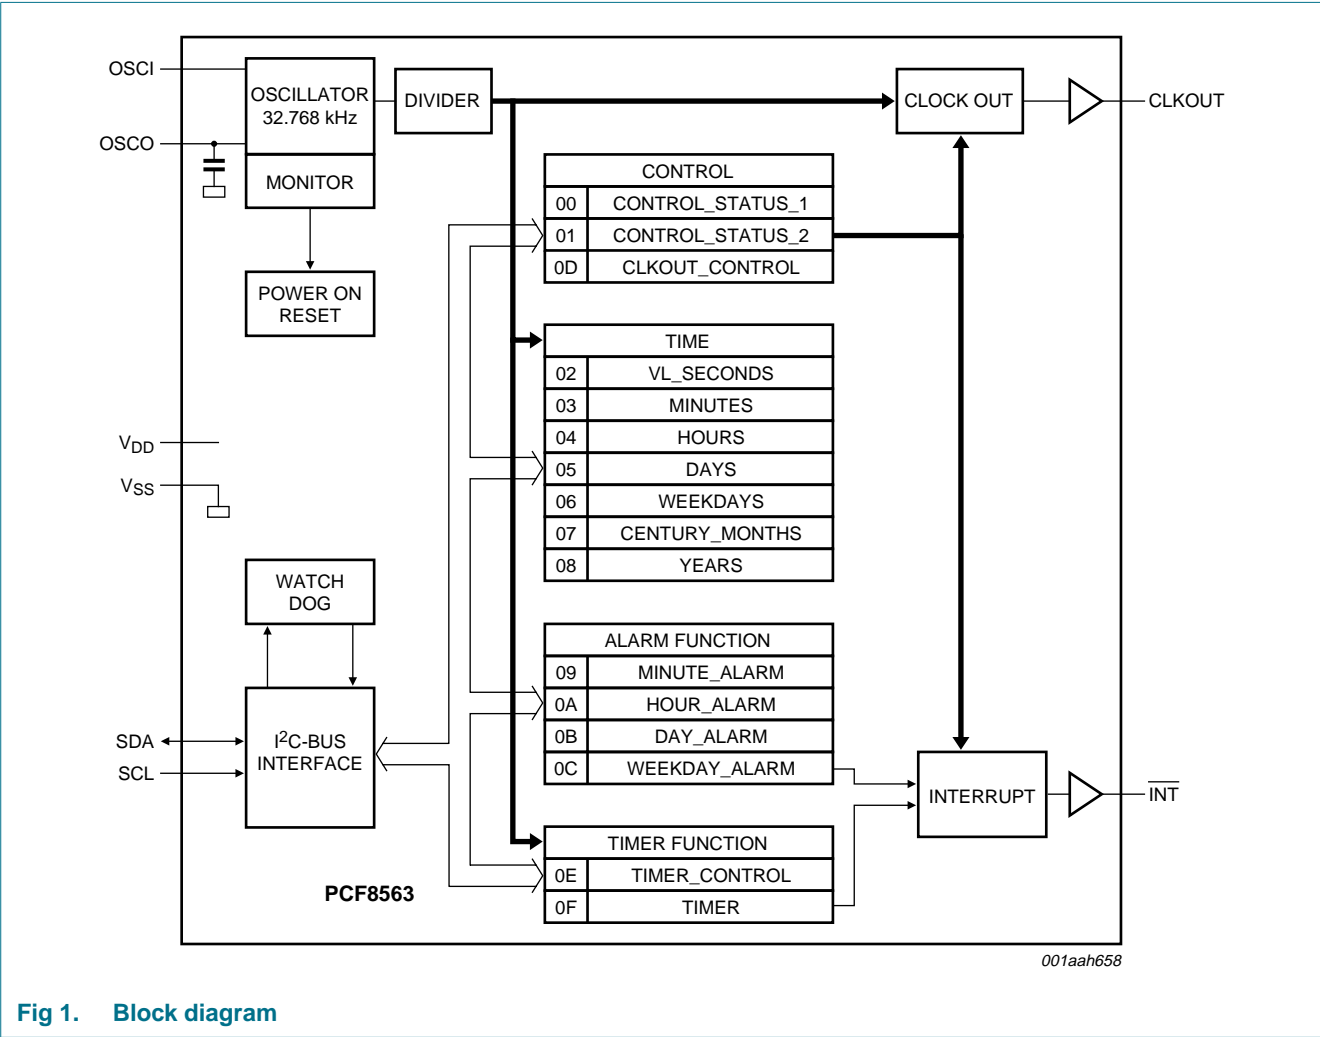 OSCI
OSCILLATOR
32.768 kHz
DIVIDER
CLOCK OUT
CLKOUT
OSCO
MONITOR
POWER ON
RESET
CONTROL
00 CONTROL_STATUS_1
01 CONTROL_STATUS_2
0D CLKOUT_CONTROL
TIME
02 VL_SECONDS
03 MINUTES
04 HOURS
05 DAYS
06 WEEKDAYS
07 CENTURY_MONTHS
08 YEARS
VDD
VSS
WATCH
DOG
ALARM FUNCTION
09 MINUTE_ALARM
0A HOUR_ALARM
0B DAY_ALARM
0C WEEKDAY_ALARM
SDA
SCL
I2C-BUS
INTERFACE
INTERRUPT
INT
TIMER FUNCTION
0E TIMER_CONTROL
0F TIMER
PCF8563
001aah658
Fig 1. Block diagram